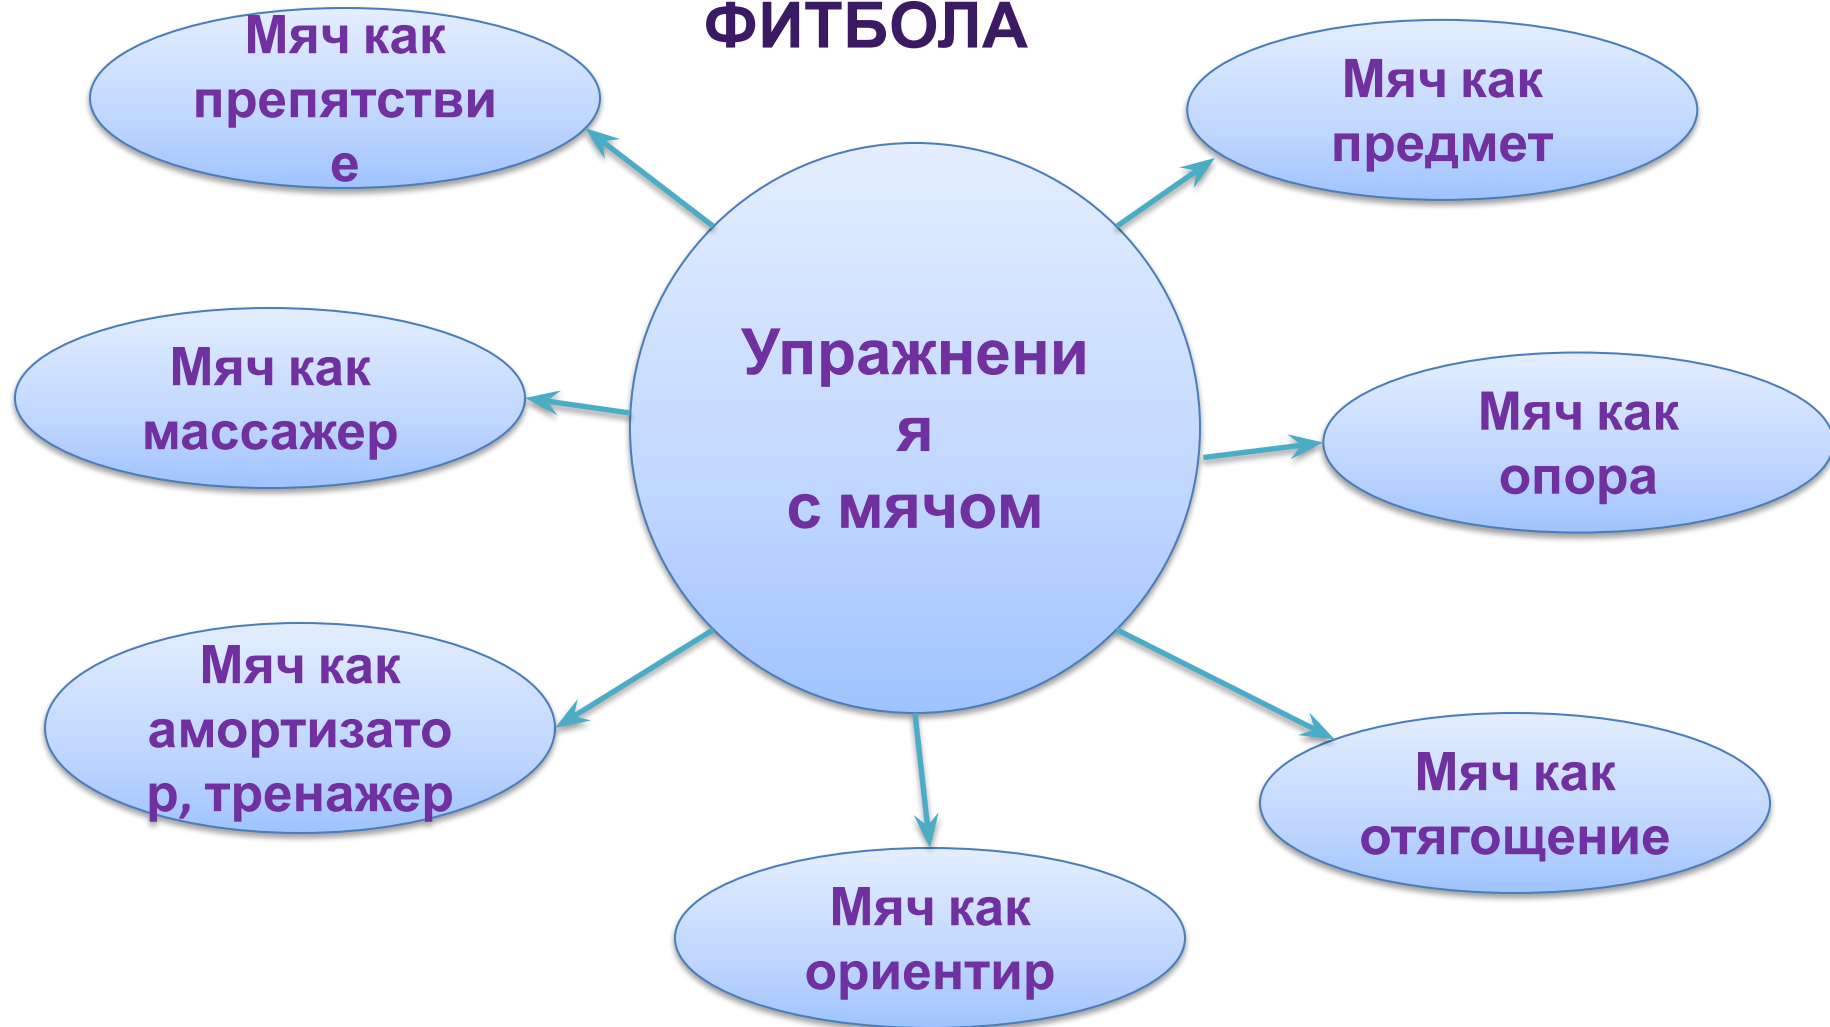 ФИТБОЛА
Мяч как
препятстви
е
Мяч как
предмет
Упражнени
я
с мячом
Мяч как
массажер
Мяч как
опора
Мяч как
амортизато
р, тренажер
Мяч как
отягощение
Мяч как
ориентир